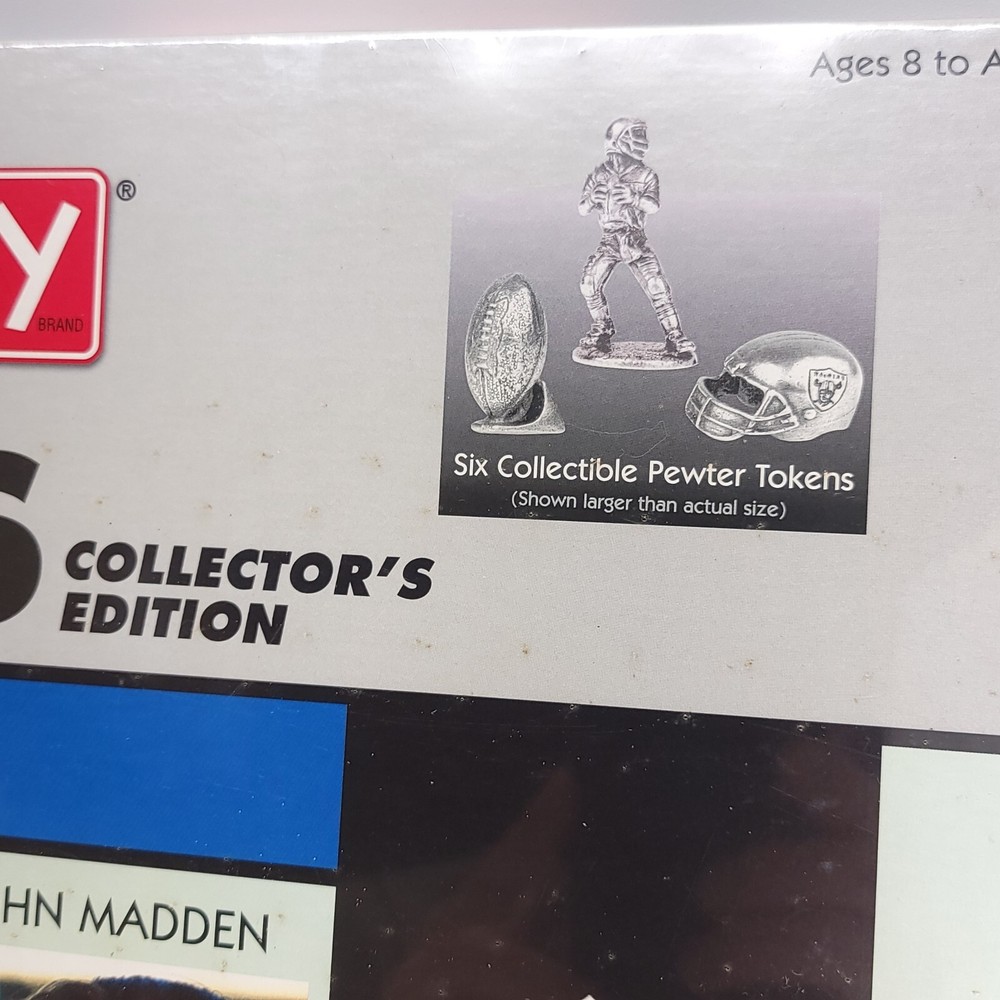 Ages 8 to A
y®
BRAND
Six Collectible Pewter Tokens
(Shown larger than actual size)
S COLLECTOR'S
EDITION
HN MADDEN